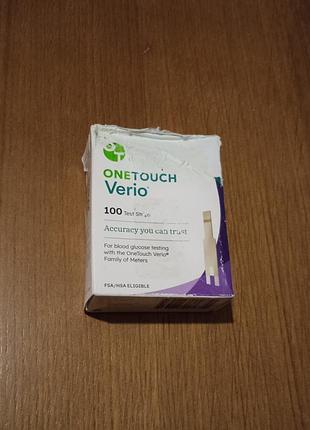 ONETOUCH
Verio®
100 Test Strips
Accuracy you can trust
For blood glucose testing
with the OneTouch Verio®
Family of Meters
FSA/HSA ELIGIBLE